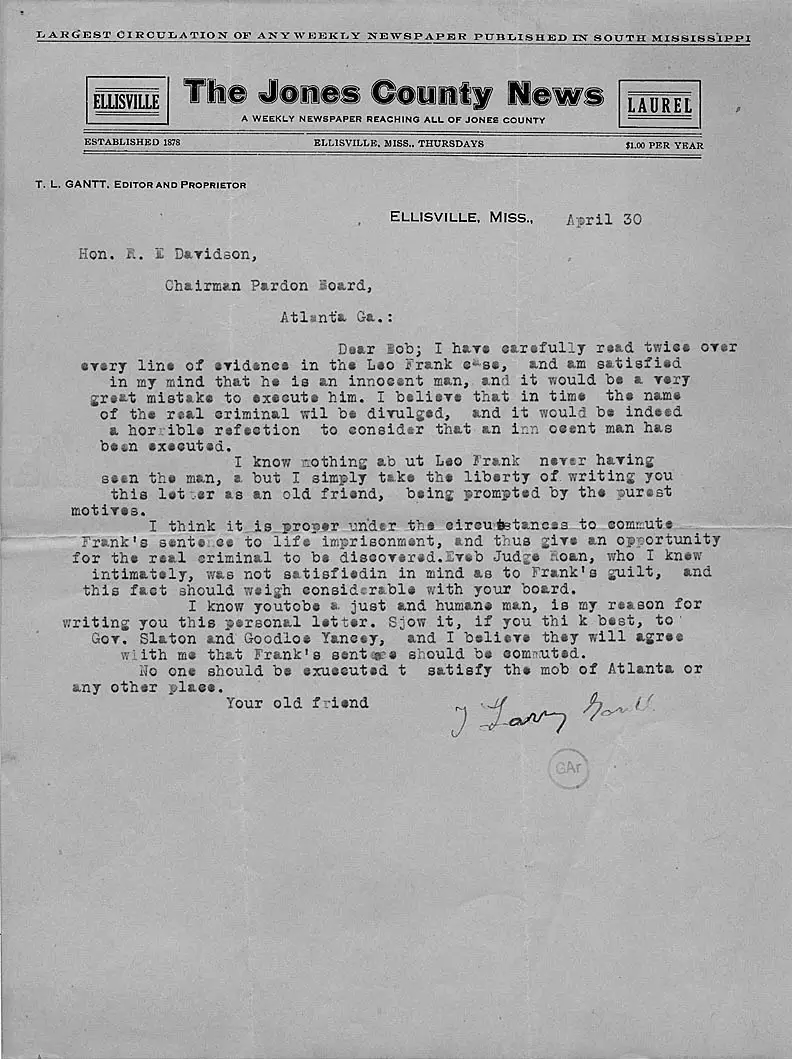 LARGEST CIRCULATION OF ANY WEEKLY NEWSPAPER PUBLISHED IN SOUTH MISSISSIPPI
ELLISVILLE
The Jones County News
LAUREL
A WEEKLY NEWSPAPER REACHING ALL OF JONES COUNTY
ESTABLISHED 1878 ELLISVILLE, MISS., THURSDAYS $1.00 PER YEAR
T. L. GANTT, EDITOR AND PROPRIETOR
ELLISVILLE, MISS., April 30
Hon. R. E Davidson,
Chairman Pardon Board,
Atlanta Ga.:
Dear Bob; I have carefully read twice over
every line of evidence in the Leo Frank case, and am satisfied
in my mind that he is an innocent man, and it would be a very
great mistake to execute him. I believe that in time the name
of the real criminal wil be divulged, and it would be indeed
a horrible refection to consider that an inn ocent man has
been executed.
I know nothing ab ut Leo Frank never having
seen the man, a but I simply take the liberty of writing you
this letter as an old friend, being prompted by the purest
motives.
I think it is proper under the circumstances to commute
Frank's sentence to life imprisonment, and thus give an opportunity
for the real criminal to be discovered.Eveb Judge Roan, who I knew
intimately, was not satisfiedin in mind as to Frank's guilt, and
this fact should weigh considerable with your board.
I know youtobe a just and humane man, is my reason for
writing you this personal letter. Sjow it, if you thi k best, to
Gov. Slaton and Goodloe Yancey, and I believe they will agree
wiith me that Frank's sentece should be commuted.
No one should be exuecuted t satisfy the mob of Atlanta or
any other place.
Your old friend
T Larry Gantt
GAr